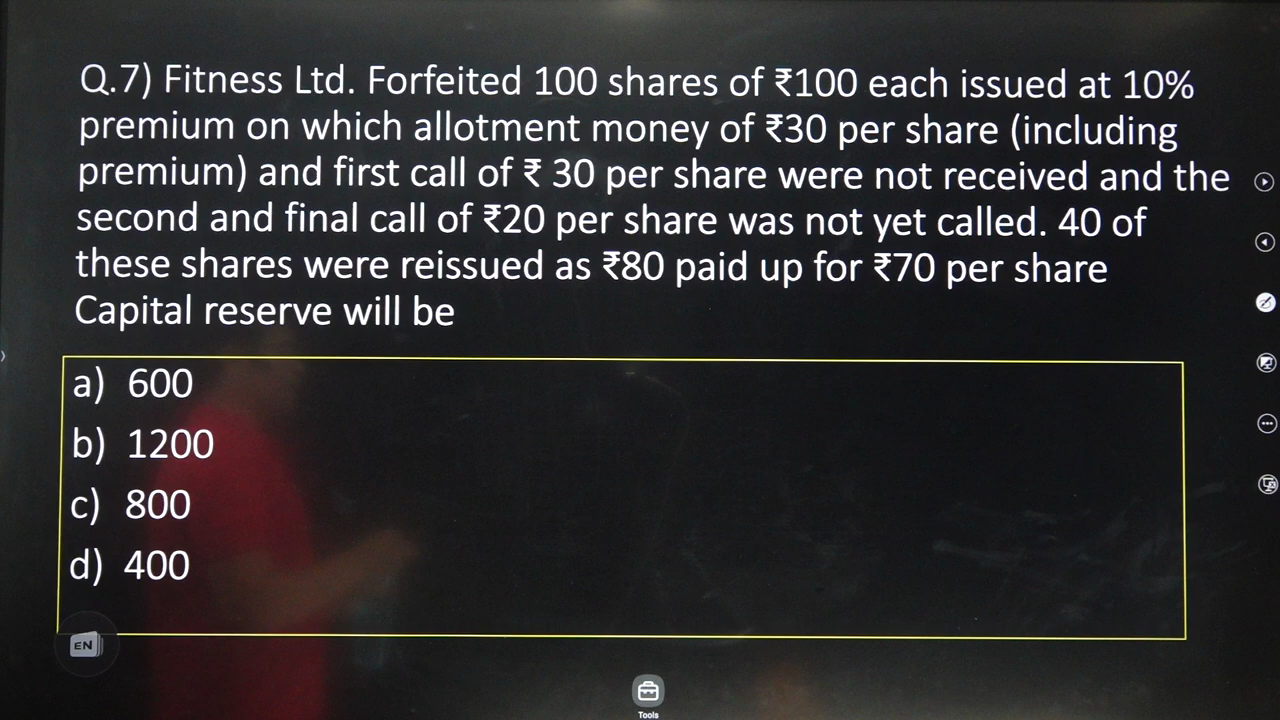 Q.7) Fitness Ltd. Forfeited 100 shares of ₹100 each issued at 10%
premium on which allotment money of ₹30 per share (including
premium) and first call of ₹ 30 per share were not received and the
second and final call of ₹20 per share was not yet called. 40 of
these shares were reissued as ₹80 paid up for ₹70 per share
Capital reserve will be
a) 600
b) 1200
c) 800
d) 400
EN
Tools